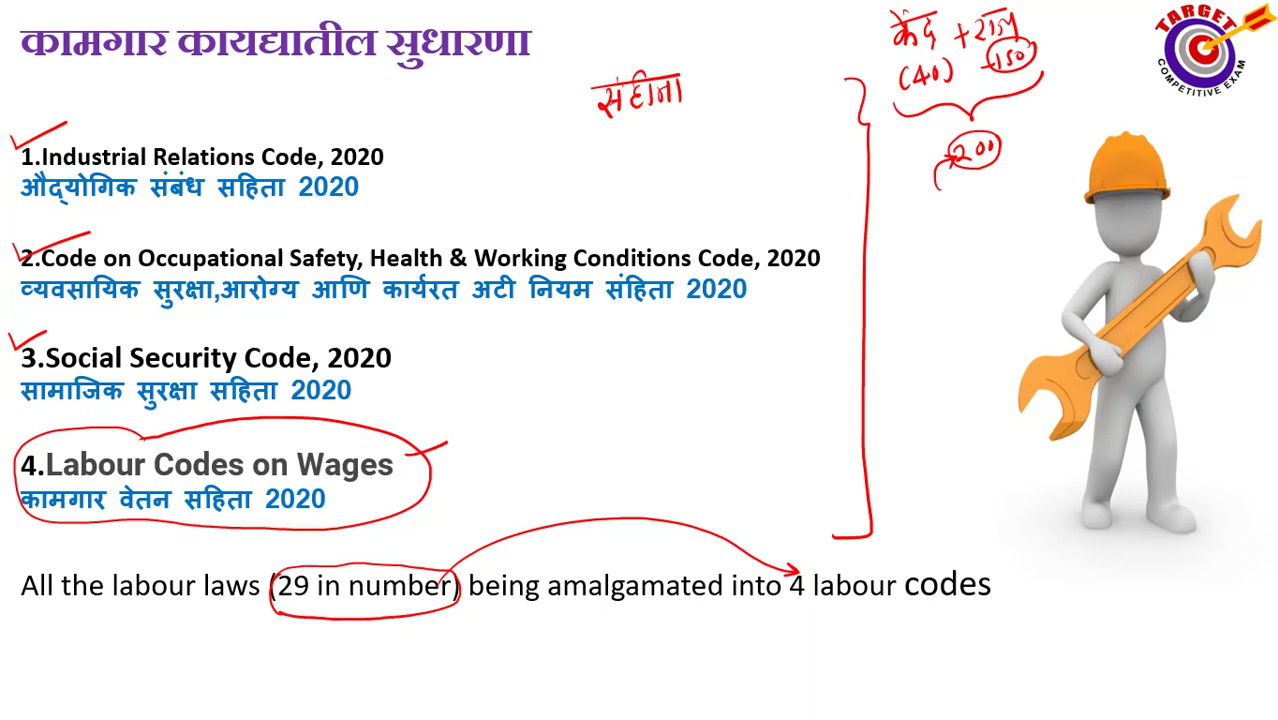 कामगार कायद्यातील सुधारणा
केंद्र + राज्य
(40) 150
200
संहीता
TARGET
COMPETITIVE EXAM
1.Industrial Relations Code, 2020
औद्योगिक संबंध सहिता 2020
2.Code on Occupational Safety, Health & Working Conditions Code, 2020
व्यवसायिक सुरक्षा,आरोग्य आणि कार्यरत अटी नियम संहिता 2020
3.Social Security Code, 2020
सामाजिक सुरक्षा सहिता 2020
4.Labour Codes on Wages
कामगार वेतन सहिता 2020
All the labour laws (29 in number) being amalgamated into 4 labour codes